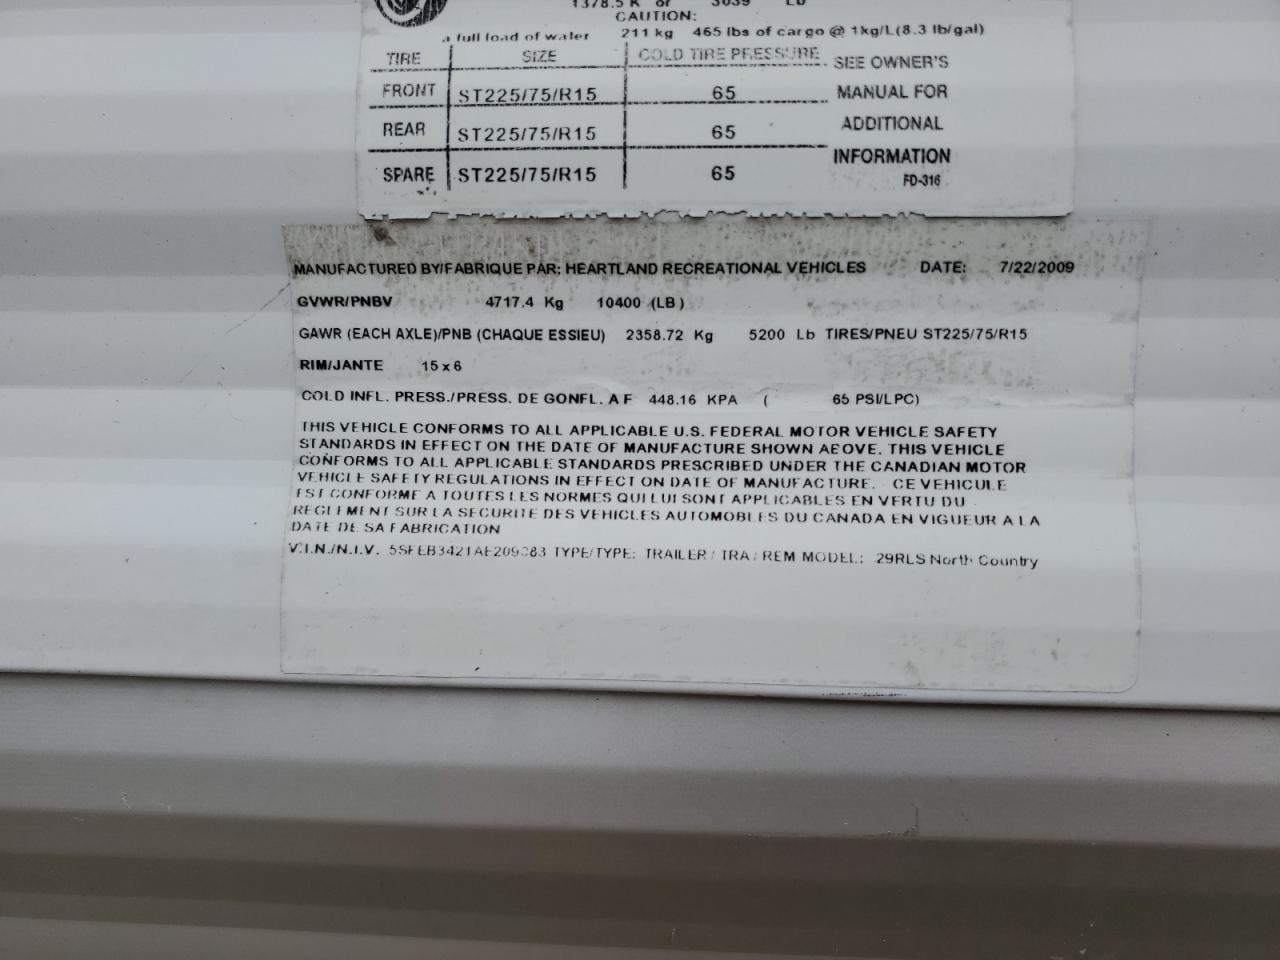 1378.5 K or 3039 LB
CAUTION:
a full load of water 211 kg 465 lbs of cargo @ 1kg/L(8.3 lb/gal)
TIRE SIZE COLD TIRE PRESSURE SEE OWNER'S
FRONT ST225/75/R15 65 MANUAL FOR
REAR ST225/75/R15 65 ADDITIONAL
INFORMATION
SPARE ST225/75/R15 65 FD-316
MANUFACTURED BY/FABRIQUE PAR: HEARTLAND RECREATIONAL VEHICLES DATE: 7/22/2009
GVWR/PNBV 4717.4 Kg 10400 (LB)
GAWR (EACH AXLE)/PNB (CHAQUE ESSIEU) 2358.72 Kg 5200 Lb TIRES/PNEU ST225/75/R15
RIM/JANTE 15 x 6
COLD INFL. PRESS./PRESS. DE GONFL. A F 448.16 KPA ( 65 PSI/LPC)
THIS VEHICLE CONFORMS TO ALL APPLICABLE U.S. FEDERAL MOTOR VEHICLE SAFETY
STANDARDS IN EFFECT ON THE DATE OF MANUFACTURE SHOWN ABOVE. THIS VEHICLE
CONFORMS TO ALL APPLICABLE STANDARDS PRESCRIBED UNDER THE CANADIAN MOTOR
VEHICLE SAFETY REGULATIONS IN EFFECT ON DATE OF MANUFACTURE. CE VEHICULE
EST CONFORME A TOUTES LES NORMES QUI LUI SONT APPLICABLES EN VERTU DU
REGLEMENT SUR LA SECURITE DES VEHICLES AUTOMOBLES DU CANADA EN VIGUEUR A LA
DATE DE SA FABRICATION
V.I.N./N.I.V. TYPE/TYPE: TRAILER / TRA / REM MODEL: 29RLS North Country